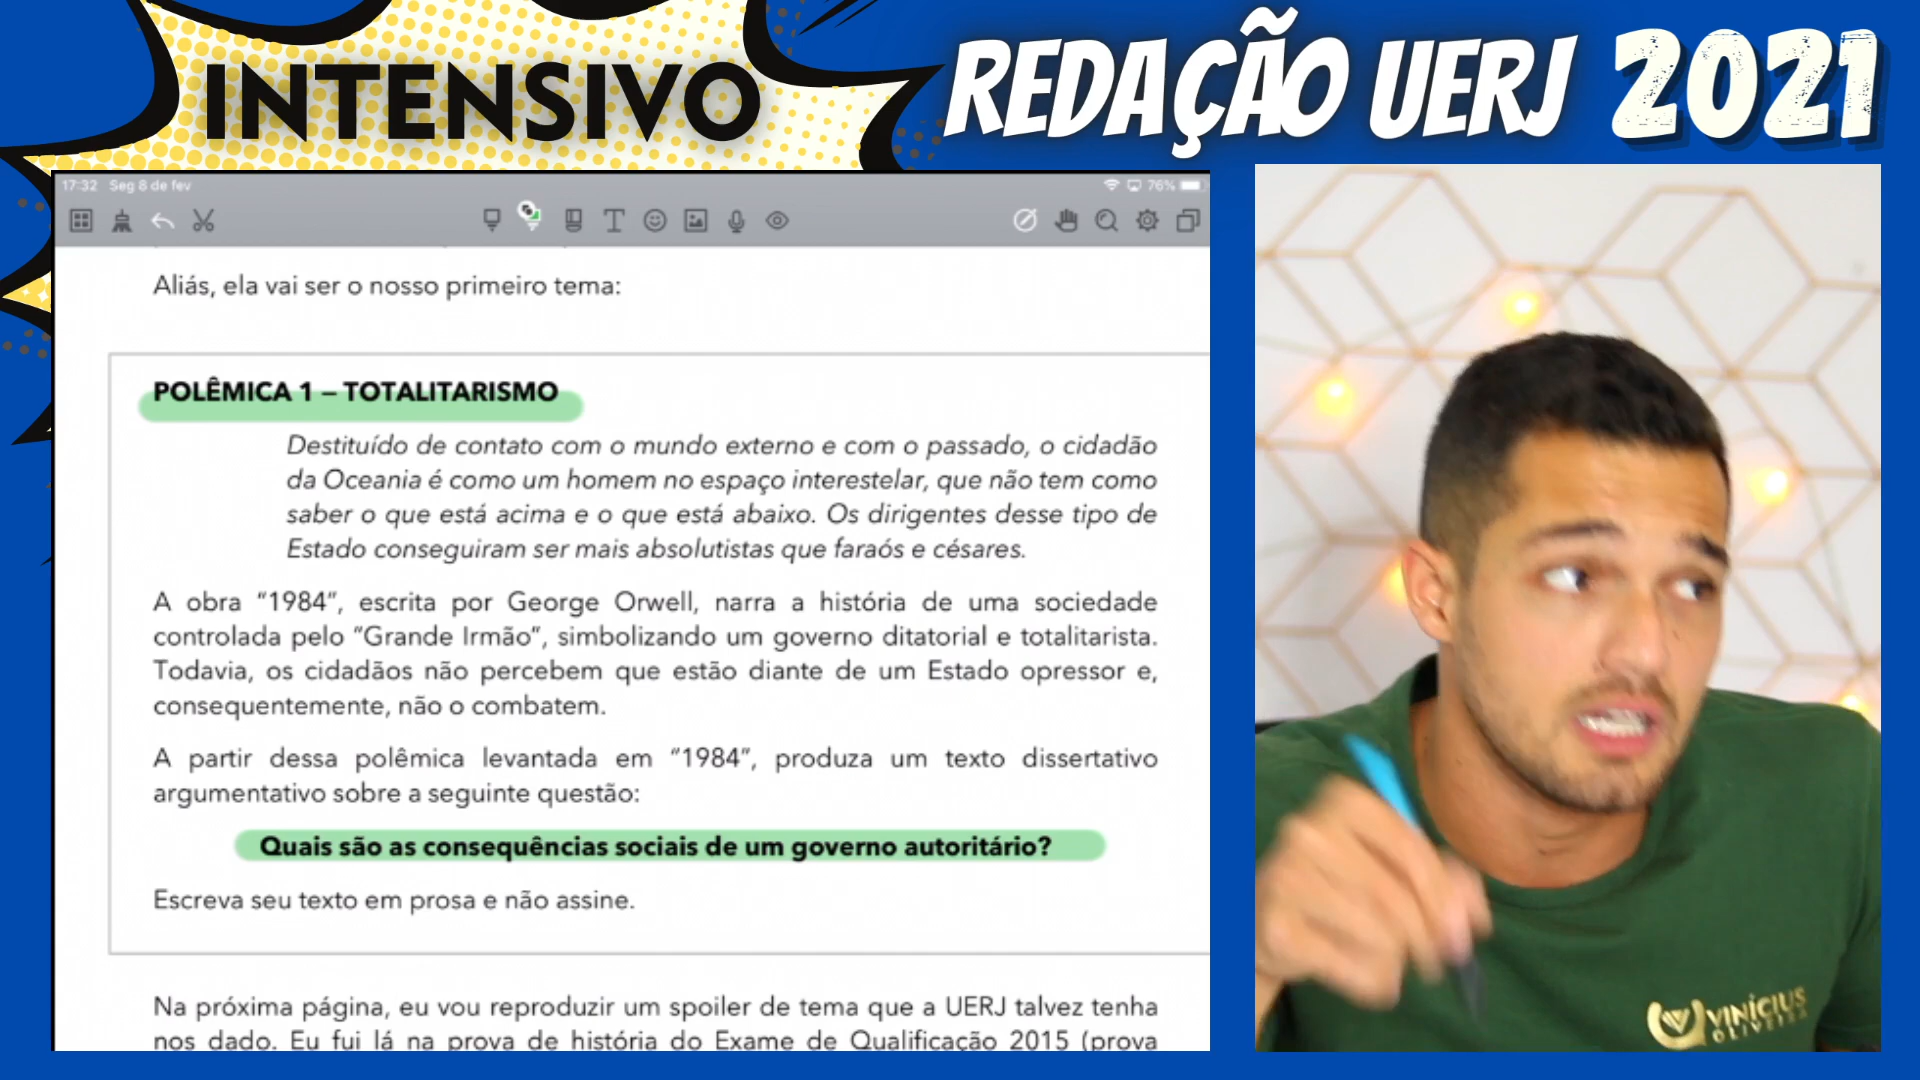 INTENSIVO
REDAÇÃO UERJ 2021
17:32 Seg 8 de fev
76%
Aliás, ela vai ser o nosso primeiro tema:
POLÊMICA 1 – TOTALITARISMO
Destituído de contato com o mundo externo e com o passado, o cidadão
da Oceania é como um homem no espaço interestelar, que não tem como
saber o que está acima e o que está abaixo. Os dirigentes desse tipo de
Estado conseguiram ser mais absolutistas que faraós e césares.
A obra “1984”, escrita por George Orwell, narra a história de uma sociedade
controlada pelo “Grande Irmão”, simbolizando um governo ditatorial e totalitarista.
Todavia, os cidadãos não percebem que estão diante de um Estado opressor e,
consequentemente, não o combatem.
A partir dessa polêmica levantada em “1984”, produza um texto dissertativo
argumentativo sobre a seguinte questão:
Quais são as consequências sociais de um governo autoritário?
Escreva seu texto em prosa e não assine.
Na próxima página, eu vou reproduzir um spoiler de tema que a UERJ talvez tenha
nos dado. Eu fui lá na prova de história do Exame de Qualificação 2015 (prova
VINÍCIUS
OLIVEIRA